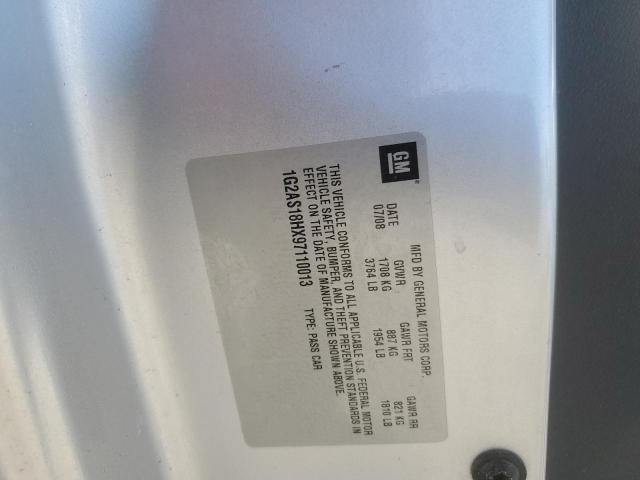 GM
MFD BY GENERAL MOTORS CORP.
DATE GVWR GAWR FRT GAWR RR
07/08 1708 KG 887 KG 821 KG
3764 LB 1954 LB 1810 LB
THIS VEHICLE CONFORMS TO ALL APPLICABLE U.S. FEDERAL MOTOR
VEHICLE SAFETY, BUMPER, AND THEFT PREVENTION STANDARDS IN
EFFECT ON THE DATE OF MANUFACTURE SHOWN ABOVE.
1G2AS18HX97110013 TYPE: PASS CAR